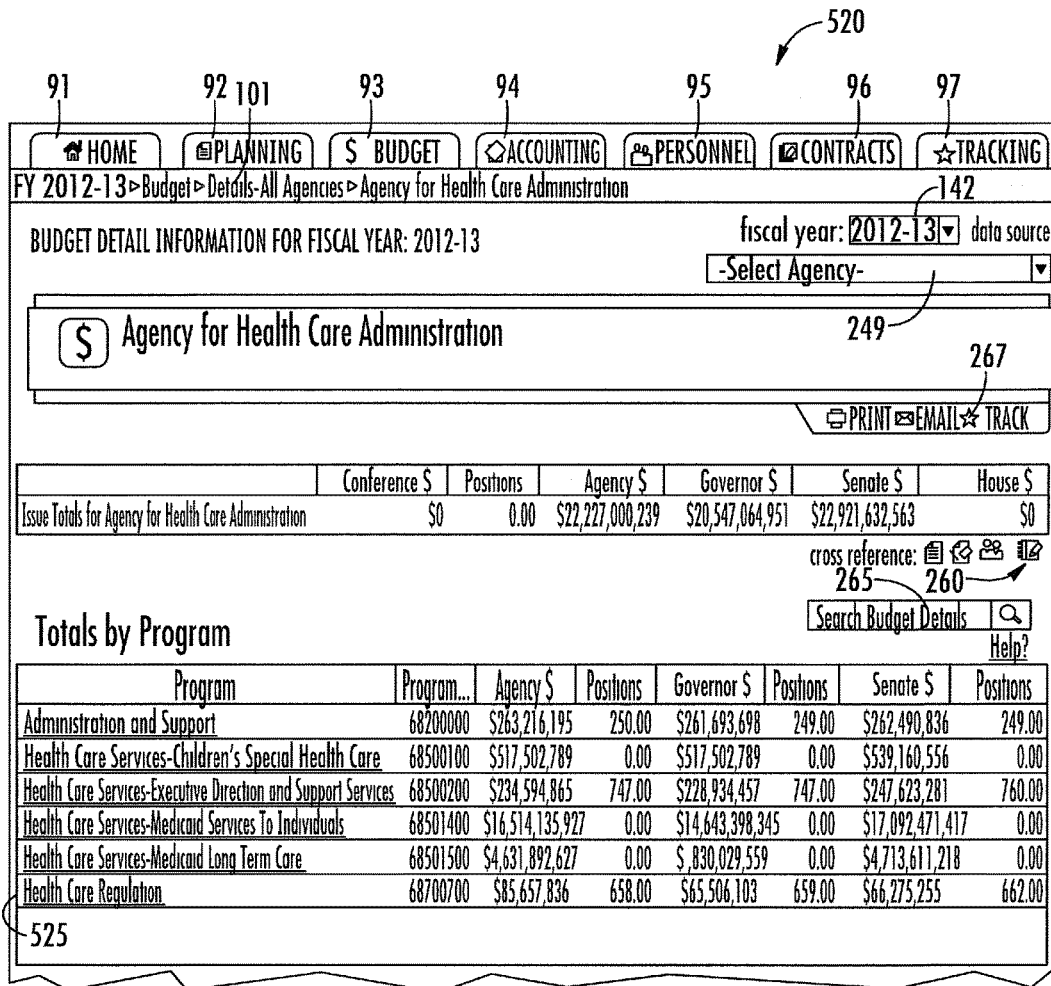 520
91 92 101 93 94 95 96 97
HOME PLANNING $ BUDGET ACCOUNTING PERSONNEL CONTRACTS TRACKING
FY 2012-13▹Budget▹Details-All Agencies▹Agency for Health Care Administration
142
BUDGET DETAIL INFORMATION FOR FISCAL YEAR: 2012-13
fiscal year: 2012-13 data source
-Select Agency-
249
$ Agency for Health Care Administration
267
PRINT EMAIL TRACK
Conference $ Positions Agency $ Governor $ Senate $ House $
Issue Totals for Agency for Health Care Administration $0 0.00 $22,227,000,239 $20,547,064,951 $22,921,632,563 $0
cross reference:
265 260
Search Budget Details
Totals by Program
Help?
Program Program... Agency $ Positions Governor $ Positions Senate $ Positions
Administration and Support 68200000 $263,216,195 250.00 $261,693,698 249.00 $262,490,836 249.00
Health Care Services-Children's Special Health Care 68500100 $517,502,789 0.00 $517,502,789 0.00 $539,160,556 0.00
Health Care Services-Executive Direction and Support Services 68500200 $234,594,865 747.00 $228,934,457 747.00 $247,623,281 760.00
Health Care Services-Medicaid Services To Individuals 68501400 $16,514,135,927 0.00 $14,643,398,345 0.00 $17,092,471,417 0.00
Health Care Services-Medicaid Long Term Care 68501500 $4,631,892,627 0.00 $ ,830,029,559 0.00 $4,713,611,218 0.00
Health Care Regulation 68700700 $85,657,836 658.00 $65,506,103 659.00 $66,275,255 662.00
525